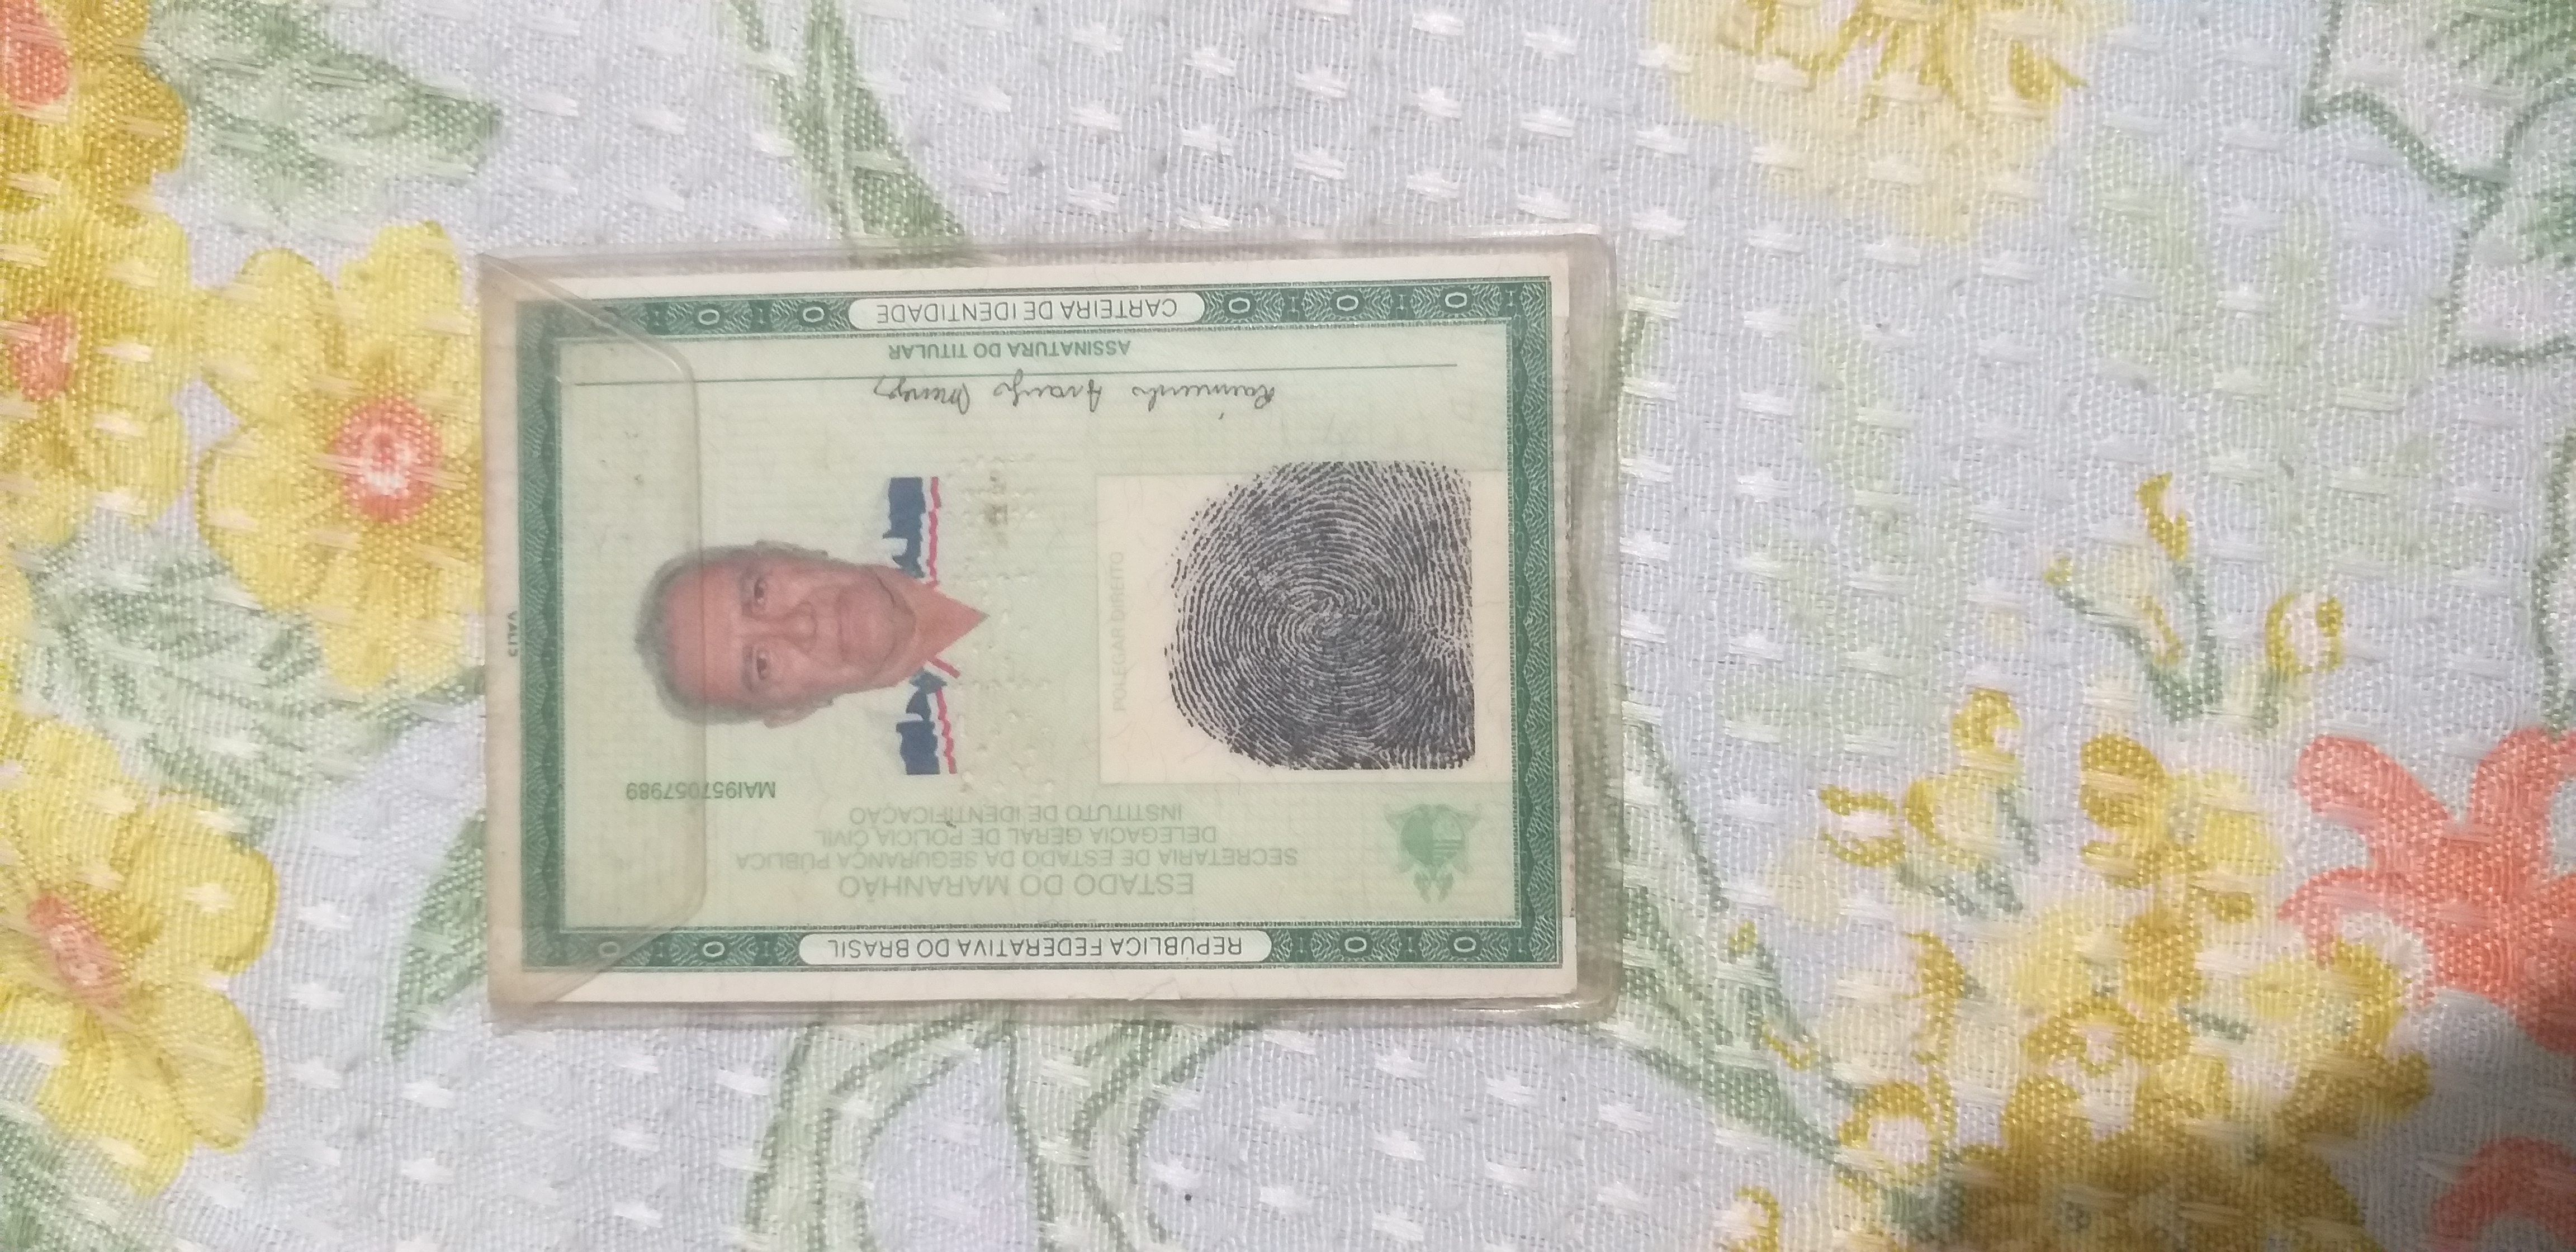 REPÚBLICA FEDERATIVA DO BRASIL
ESTADO DO MARANHÃO
SECRETARIA DE ESTADO DA SEGURANÇA PÚBLICA
DELEGACIA GERAL DE POLICIA CIVIL
INSTITUTO DE IDENTIFICAÇÃO
MAI957057989
POLEGAR DIREITO
Raimundo Araujo Menezes
ASSINATURA DO TITULAR
CARTEIRA DE IDENTIDADE